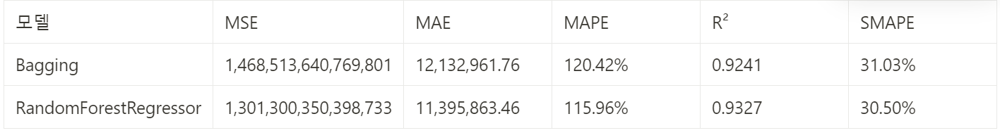 모델 MSE MAE MAPE R² SMAPE
Bagging 1,468,513,640,769,801 12,132,961.76 120.42% 0.9241 31.03%
RandomForestRegressor 1,301,300,350,398,733 11,395,863.46 115.96% 0.9327 30.50%